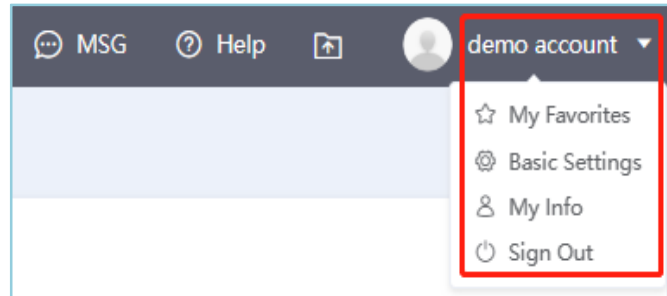 MSG Help demo account
My Favorites
Basic Settings
My Info
Sign Out